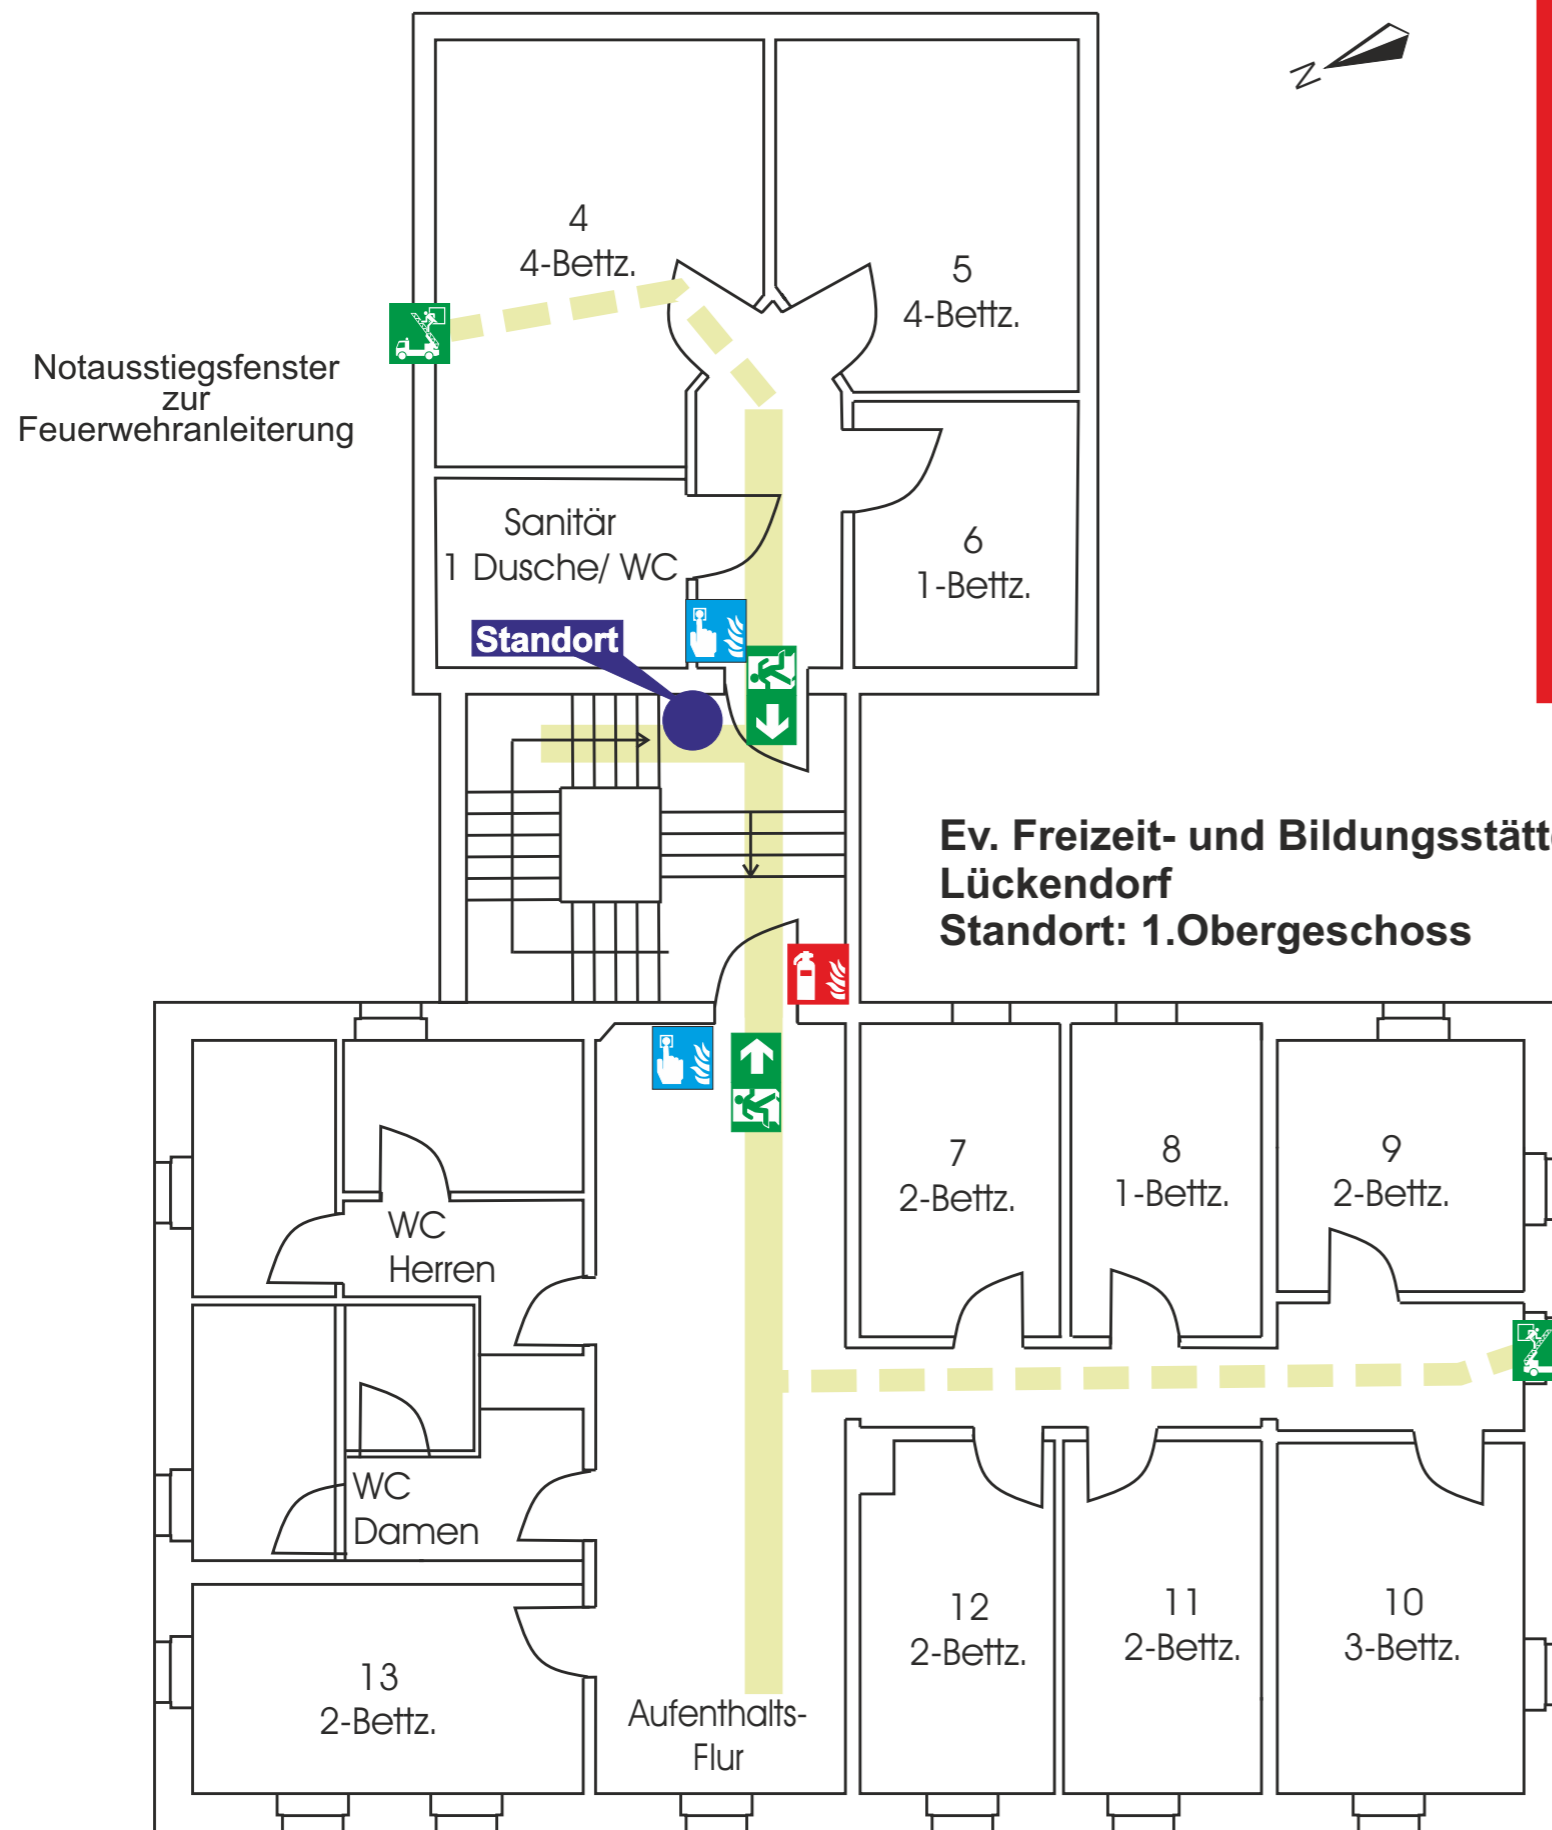 N
4
4-Bettz.
5
4-Bettz.
Notausstiegsfenster
zur
Feuerwehranleiterung
Sanitär
1 Dusche/ WC
6
1-Bettz.
Standort
Ev. Freizeit- und Bildungsstätte
Lückendorf
Standort: 1.Obergeschoss
7
2-Bettz.
8
1-Bettz.
9
2-Bettz.
WC
Herren
WC
Damen
12
2-Bettz.
11
2-Bettz.
10
3-Bettz.
13
2-Bettz.
Aufenthalts-
Flur